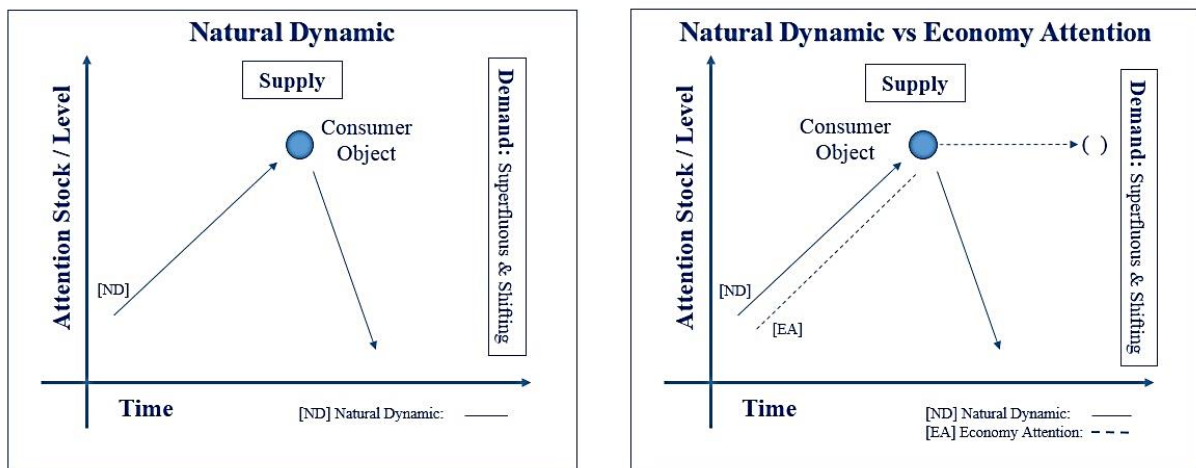 Natural Dynamic
Supply
Consumer
Object
Attention Stock / Level
Demand: Superfluous & Shifting
[ND]
Time
[ND] Natural Dynamic:
Natural Dynamic vs Economy Attention
Supply
Consumer
Object
( )
Attention Stock / Level
Demand: Superfluous & Shifting
[ND]
[EA]
Time
[ND] Natural Dynamic:
[EA] Economy Attention: